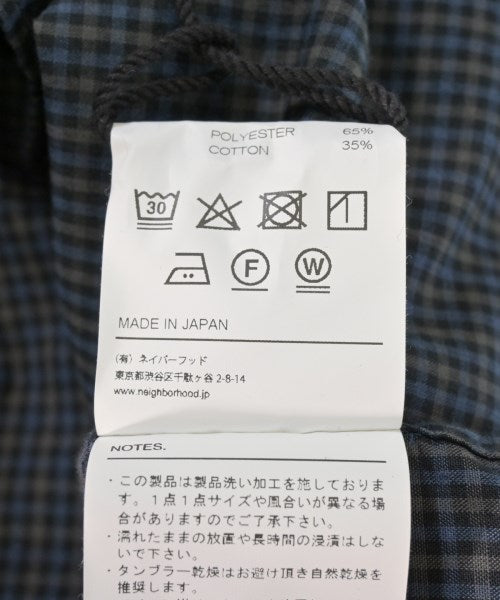 POLYESTER 65%
COTTON 35%
30
F W
MADE IN JAPAN
(有) ネイバーフッド
東京都渋谷区千駄ヶ谷 2-8-14
www.neighborhood.jp
NOTES.
・この製品は製品洗い加工を施しておりま
す。1点1点サイズや風合いが異なる場
合がありますのでご了承下さい。
・濡れたままの放置や長時間の浸漬はしな
いで下さい。
・タンブラー乾燥はお避け頂き自然乾燥を
推奨します。